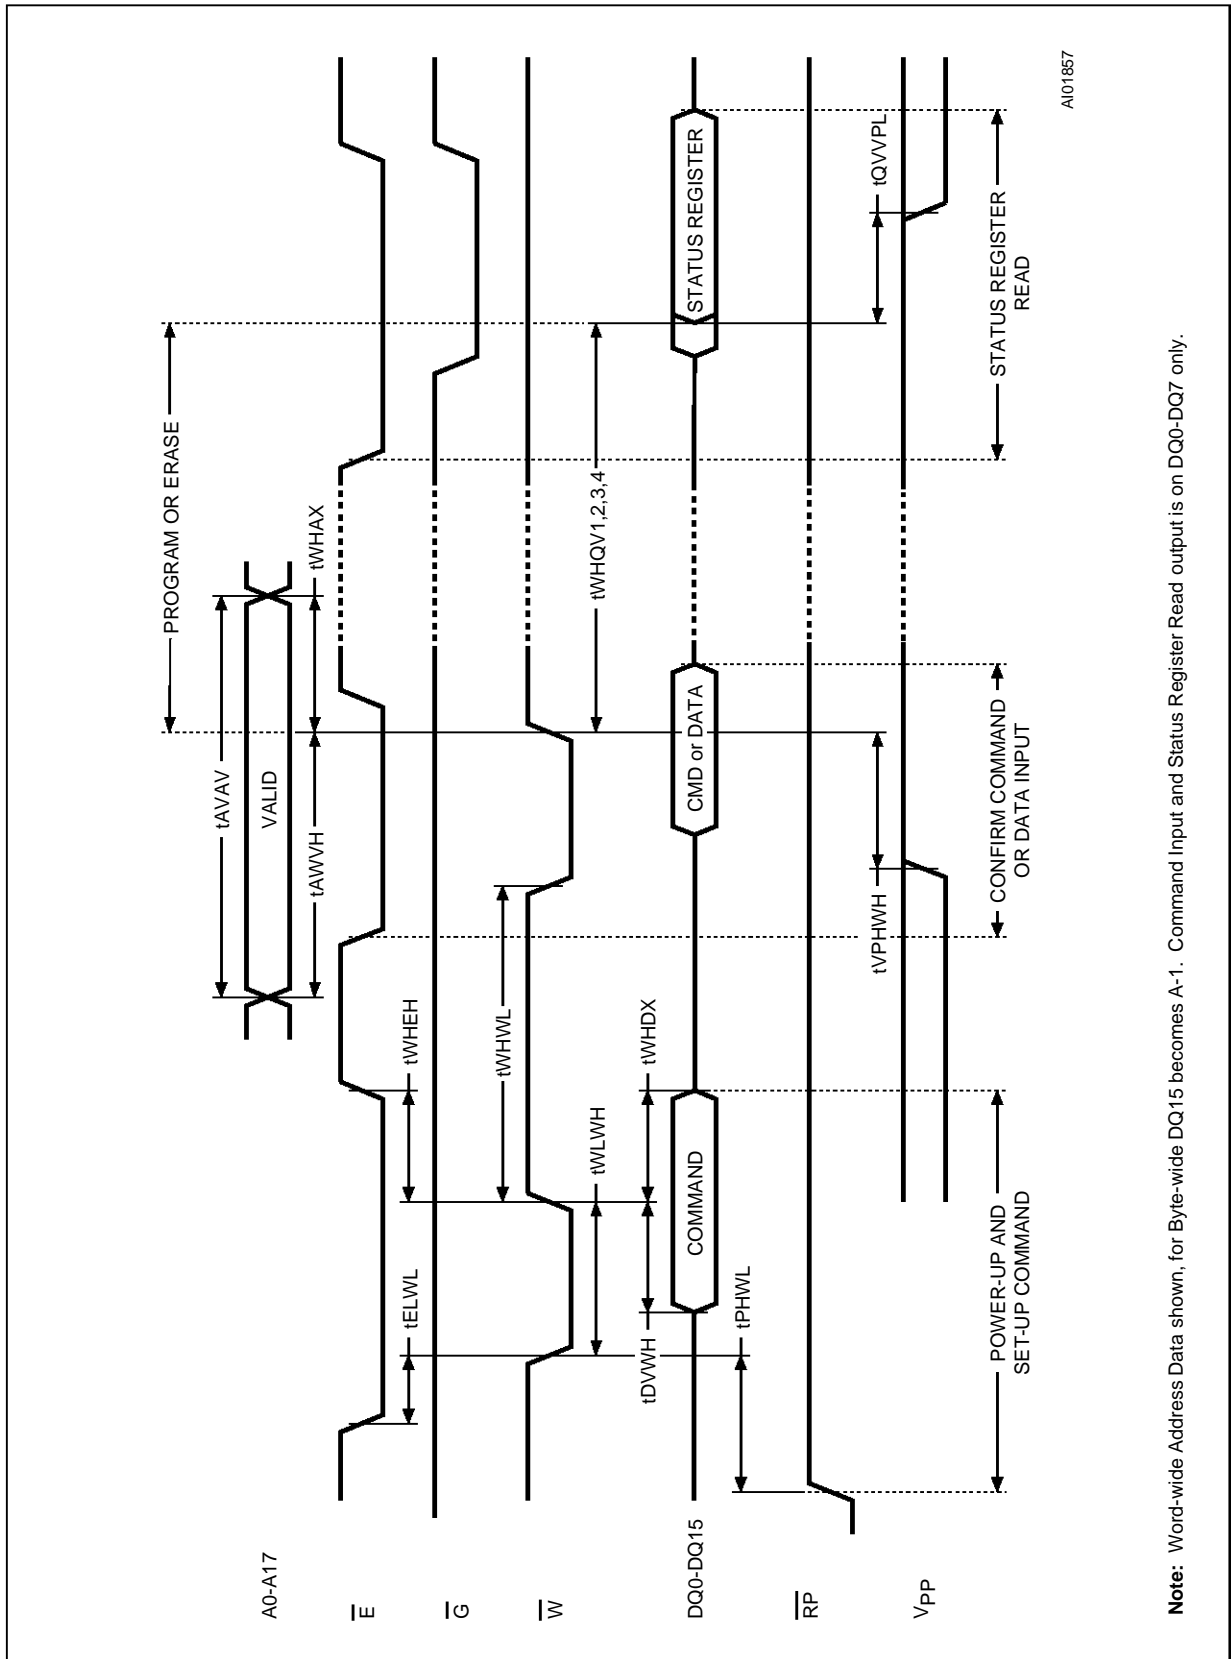 PROGRAM OR ERASE
tAVAV
A0-A17
VALID
tAWVH
tWHAX
E
tELWL
tWHEH
G
tWHWL
W
tWLWH
tWHQV1,2,3,4
tDVWH
tWHDX
DQ0-DQ15
COMMAND
CMD or DATA
STATUS REGISTER
tPHWL
RP
tVPHWH
tQVVPL
VPP
POWER-UP AND
SET-UP COMMAND
CONFIRM COMMAND
OR DATA INPUT
STATUS REGISTER
READ
AI01857
Note: Word-wide Address Data shown, for Byte-wide DQ15 becomes A-1. Command Input and Status Register Read output is on DQ0-DQ7 only.